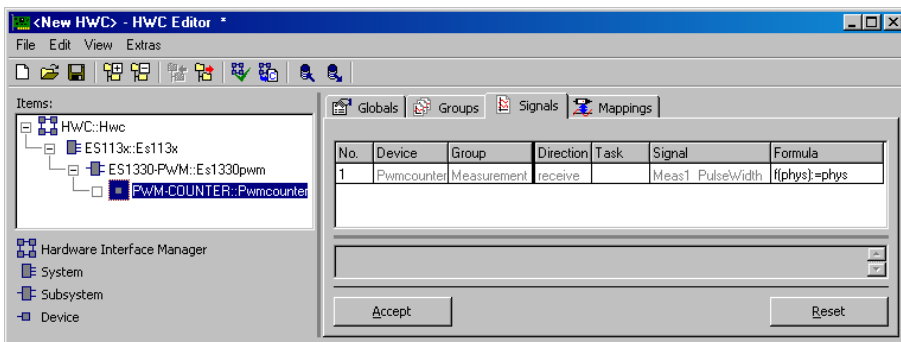 <New HWC> - HWC Editor *
File Edit View Extras
Items:
HWC::Hwc
ES113x::Es113x
ES1330-PWM::Es1330pwm
PWM-COUNTER::Pwmcounter
Hardware Interface Manager
System
Subsystem
Device
Globals Groups Signals Mappings
No. Device Group Direction Task Signal Formula
1 Pwmcounter Measurement receive Meas1_PulseWidth f(phys):=phys
Accept Reset